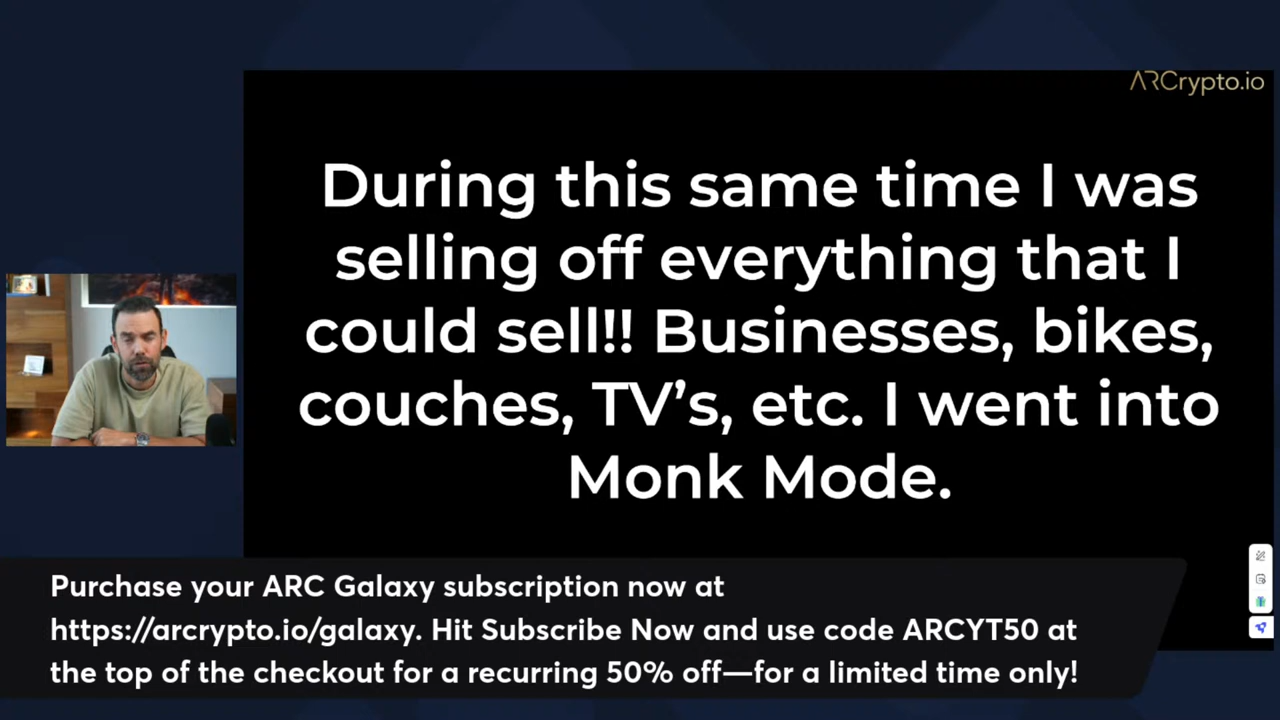 ARCrypto.io
During this same time I was
selling off everything that I
could sell!! Businesses, bikes,
couches, TV’s, etc. I went into
Monk Mode.
Purchase your ARC Galaxy subscription now at
https://arcrypto.io/galaxy. Hit Subscribe Now and use code ARCYT50 at
the top of the checkout for a recurring 50% off—for a limited time only!